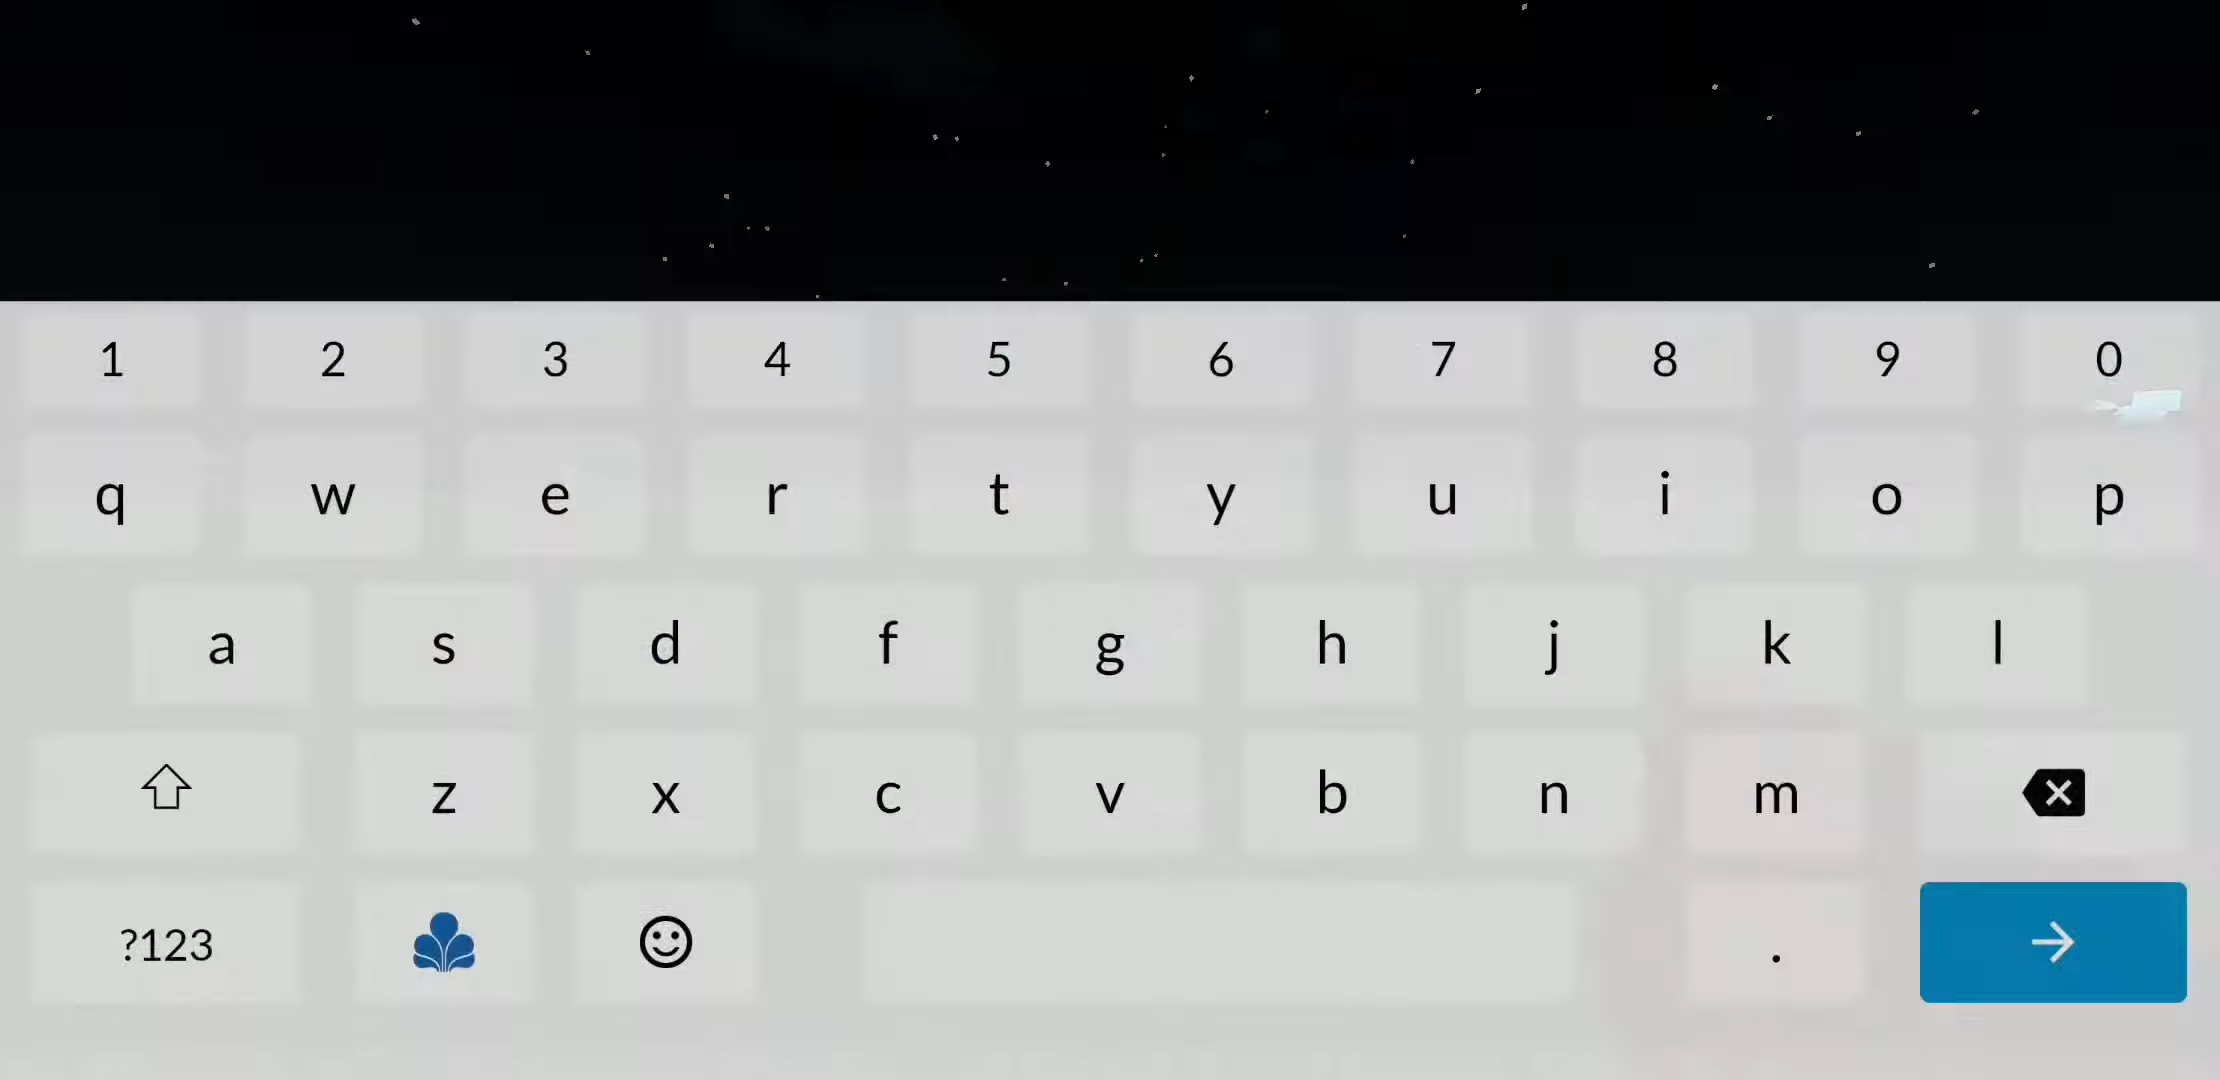 1 2 3 4 5 6 7 8 9 0
q w e r t y u i o p
a s d f g h j k l
z x c v b n m
?123 .